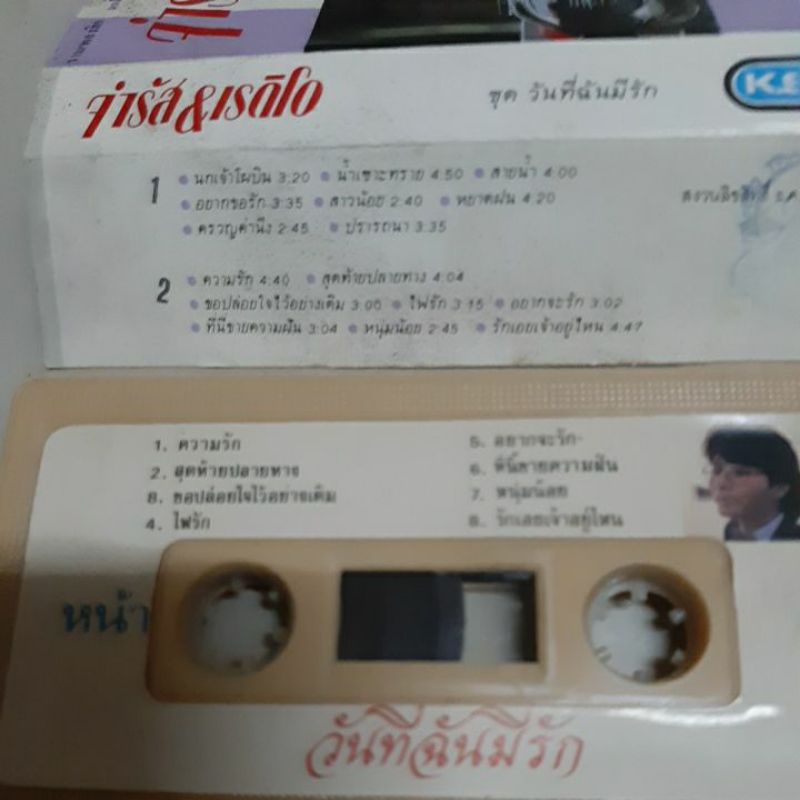 จำรัส&เรดิโอ ชุด วันที่ฉันมีรัก
1 นกเจ้าโผบิน 3:20 น้ำเซาะทราย 4:50 สายน้ำ 4:00
อยากขอรัก 3:35 สาวน้อย 2:40 หยาดฝน 4:20
ครวญคำนึง 2:45 ปรารถนา 3:35
สงวนลิขสิทธิ์
2 ความรัก 4:40 สุดท้ายปลายทาง 4:04
ขอปล่อยใจไว้อย่างเดิม 3:00 ไฟรัก 3:15 อยากจะรัก 3:02
ที่นี่ขายความฝัน 3:04 หนุ่มน้อย 2:45 รักเอยเจ้าอยู่ไหน 4:47
1. ความรัก
2. สุดท้ายปลายทาง
3. ขอปล่อยใจไว้อย่างเดิม
4. ไฟรัก
5. อยากจะรัก
6. ที่นี่ขายความฝัน
7. หนุ่มน้อย
8. รักเอยเจ้าอยู่ไหน
หน้า
วันที่ฉันมีรัก